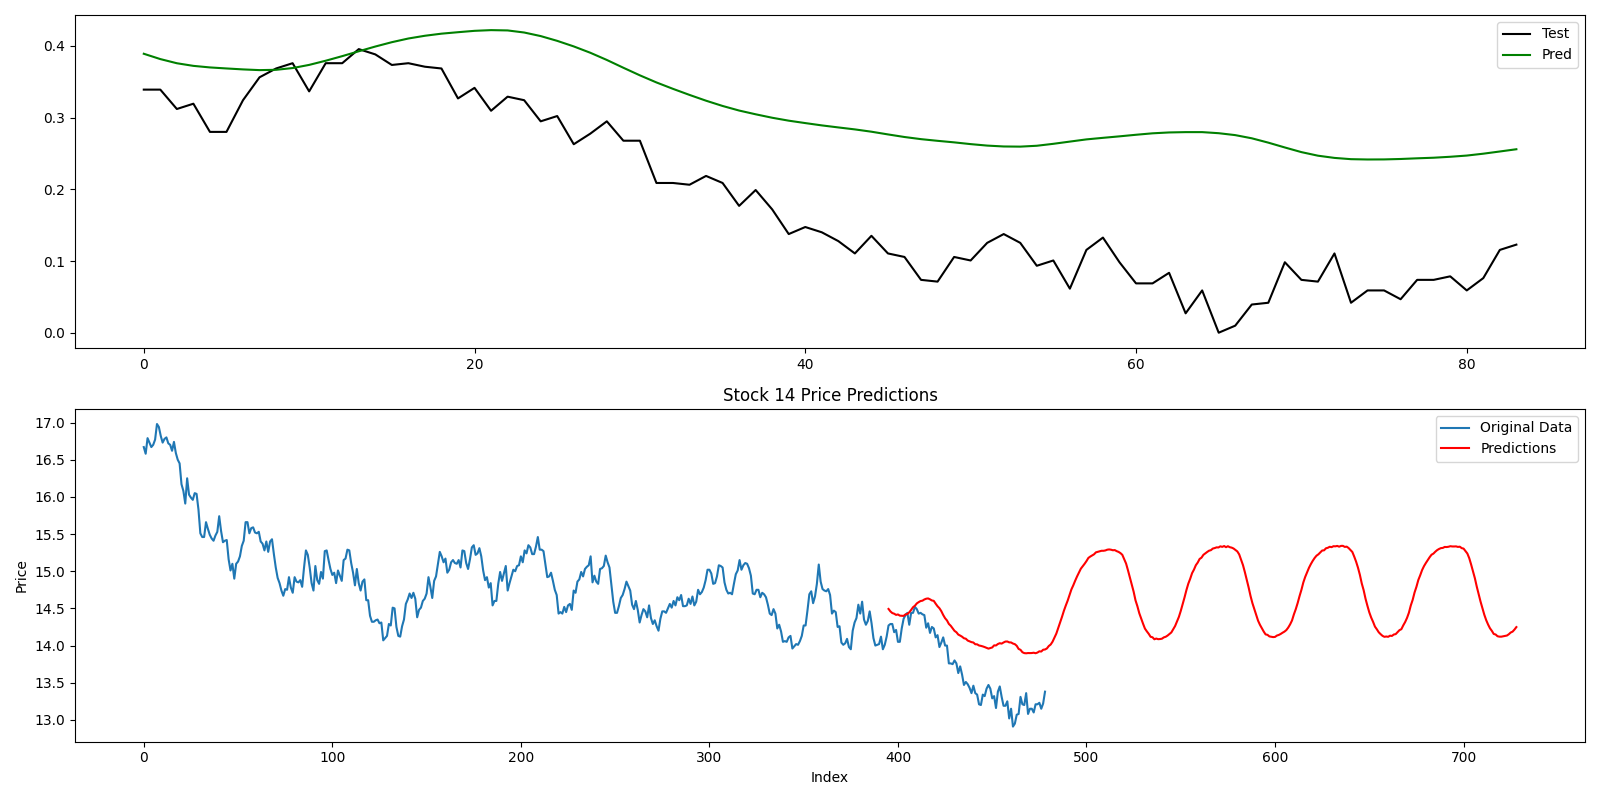 0.4
0.3
0.2
0.1
0.0
Test
Pred
0 20 40 60 80
Stock 14 Price Predictions
Price
17.0
16.5
16.0
15.5
15.0
14.5
14.0
13.5
13.0
Original Data
Predictions
0 100 200 300 400 500 600 700
Index